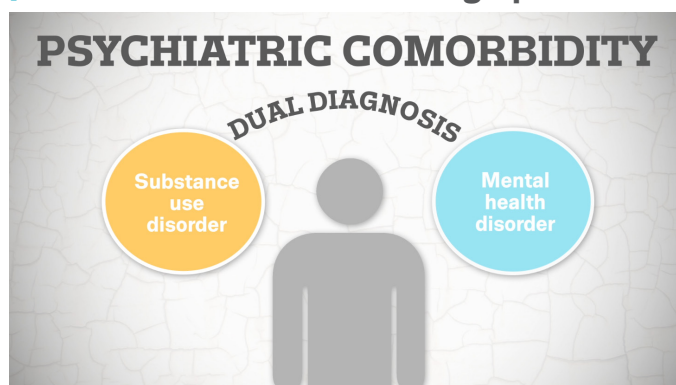 PSYCHIATRIC COMORBIDITY
DUAL DIAGNOSIS
Substance
use
disorder
Mental
health
disorder